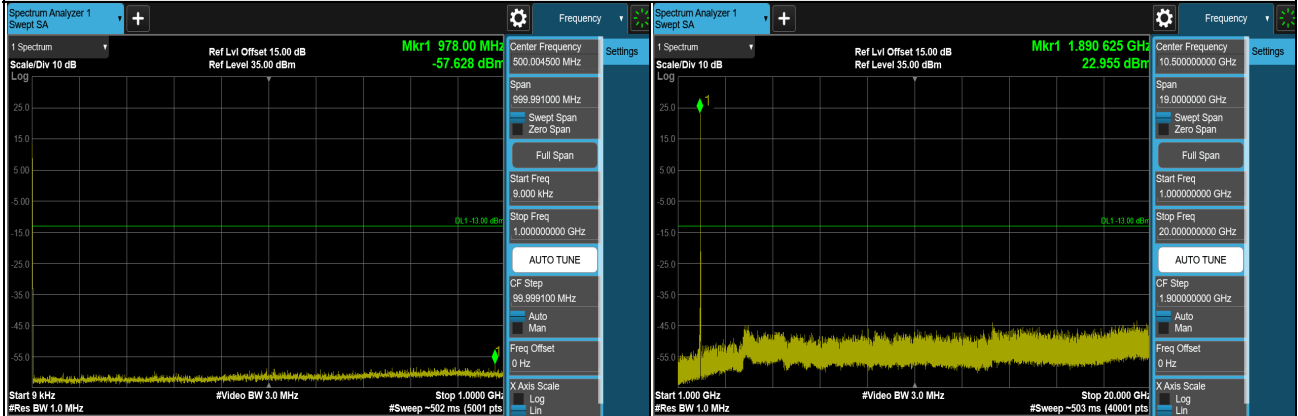 Spectrum Analyzer 1
Swept SA
+
Frequency
1 Spectrum
Scale/Div 10 dB
Log
Ref Lvl Offset 15.00 dB
Ref Level 35.00 dBm
Mkr1 978.00 MHz
-57.628 dBm
25.0
15.0
5.00
-5.00
-15.0
-25.0
-35.0
-45.0
-55.0
DL1 -13.00 dBm
1
Start 9 kHz
#Res BW 1.0 MHz
#Video BW 3.0 MHz
Stop 1.0000 GHz
#Sweep ~502 ms (5001 pts
Center Frequency
500.004500 MHz
Span
999.991000 MHz
Swept Span
Zero Span
Full Span
Start Freq
9.000 kHz
Stop Freq
1.000000000 GHz
AUTO TUNE
CF Step
99.999100 MHz
Auto
Man
Freq Offset
0 Hz
X Axis Scale
Log
Lin
Settings
Spectrum Analyzer 1
Swept SA
+
Frequency
1 Spectrum
Scale/Div 10 dB
Log
Ref Lvl Offset 15.00 dB
Ref Level 35.00 dBm
Mkr1 1.890 625 GHz
22.955 dBm
25.0
15.0
5.00
-5.00
-15.0
-25.0
-35.0
-45.0
-55.0
1
DL1 -13.00 dBm
Start 1.000 GHz
#Res BW 1.0 MHz
#Video BW 3.0 MHz
Stop 20.000 GHz
#Sweep ~503 ms (40001 pts
Center Frequency
10.500000000 GHz
Span
19.0000000 GHz
Swept Span
Zero Span
Full Span
Start Freq
1.000000000 GHz
Stop Freq
20.000000000 GHz
AUTO TUNE
CF Step
1.900000000 GHz
Auto
Man
Freq Offset
0 Hz
X Axis Scale
Log
Lin
Settings